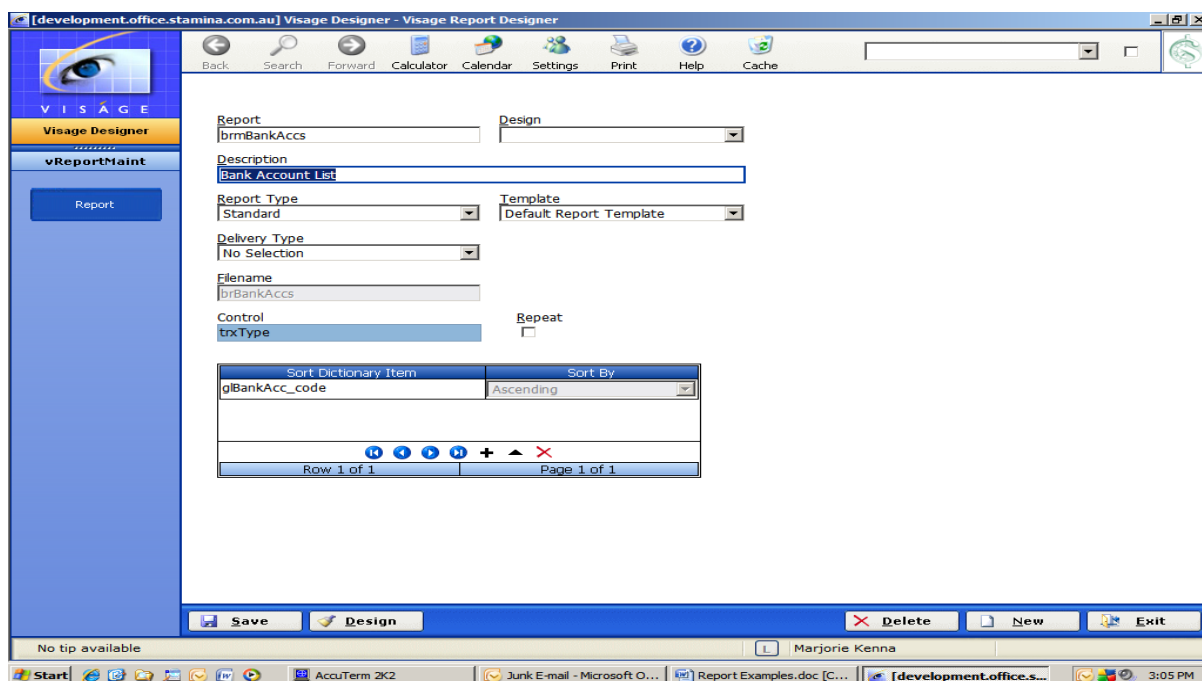 [development.office.stamina.com.au] Visage Designer - Visage Report Designer
Back Search Forward Calculator Calendar Settings Print Help Cache
VISÁGE
Visage Designer
vReportMaint
Report
Report Design
brmBankAccs
Description
Bank Account List
Report Type Template
Standard Default Report Template
Delivery Type
No Selection
Filename
brBankAccs
Control Repeat
trxType
Sort Dictionary Item Sort By
glBankAcc_code Ascending
Row 1 of 1 Page 1 of 1
Save Design Delete New Exit
No tip available L Marjorie Kenna
Start AccuTerm 2K2 Junk E-mail - Microsoft O... Report Examples.doc [C... [development.office.s... 3:05 PM